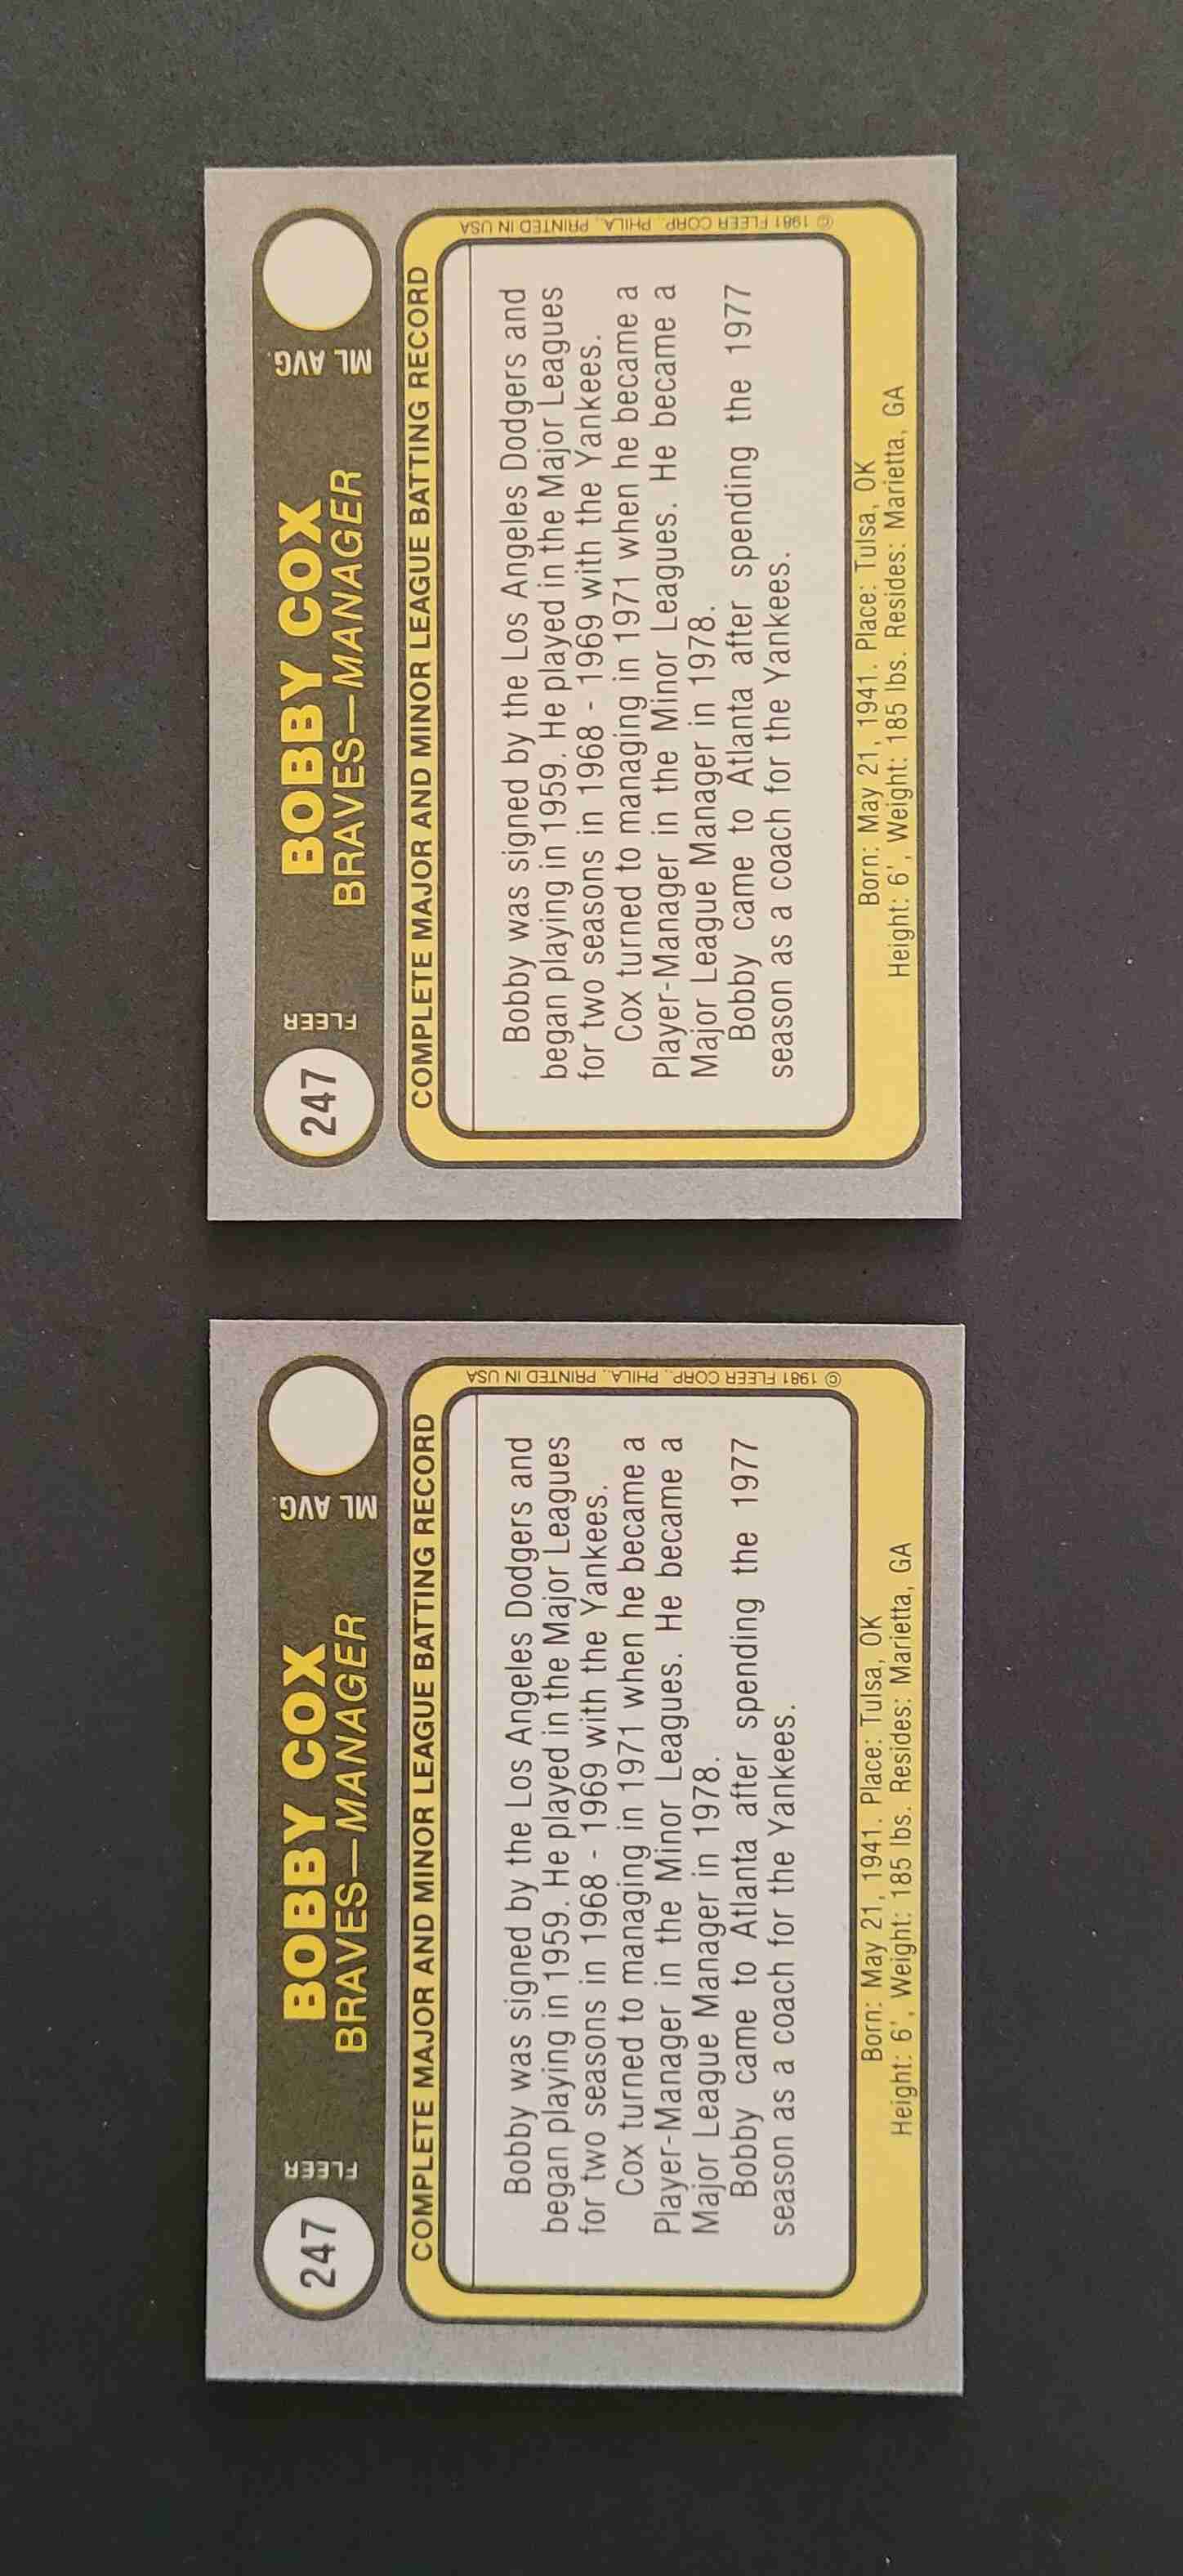 247
FLEER
BOBBY COX
BRAVES—MANAGER
ML AVG.
COMPLETE MAJOR AND MINOR LEAGUE BATTING RECORD
Bobby was signed by the Los Angeles Dodgers and
began playing in 1959. He played in the Major Leagues
for two seasons in 1968 - 1969 with the Yankees.
Cox turned to managing in 1971 when he became a
Player-Manager in the Minor Leagues. He became a
Major League Manager in 1978.
Bobby came to Atlanta after spending the 1977
season as a coach for the Yankees.
Born: May 21, 1941. Place: Tulsa, OK
Height: 6', Weight: 185 lbs. Resides: Marietta, GA
© 1981 FLEER CORP., PHILA., PRINTED IN USA
247
FLEER
BOBBY COX
BRAVES—MANAGER
ML AVG.
COMPLETE MAJOR AND MINOR LEAGUE BATTING RECORD
Bobby was signed by the Los Angeles Dodgers and
began playing in 1959. He played in the Major Leagues
for two seasons in 1968 - 1969 with the Yankees.
Cox turned to managing in 1971 when he became a
Player-Manager in the Minor Leagues. He became a
Major League Manager in 1978.
Bobby came to Atlanta after spending the 1977
season as a coach for the Yankees.
Born: May 21, 1941. Place: Tulsa, OK
Height: 6', Weight: 185 lbs. Resides: Marietta, GA
© 1981 FLEER CORP., PHILA., PRINTED IN USA